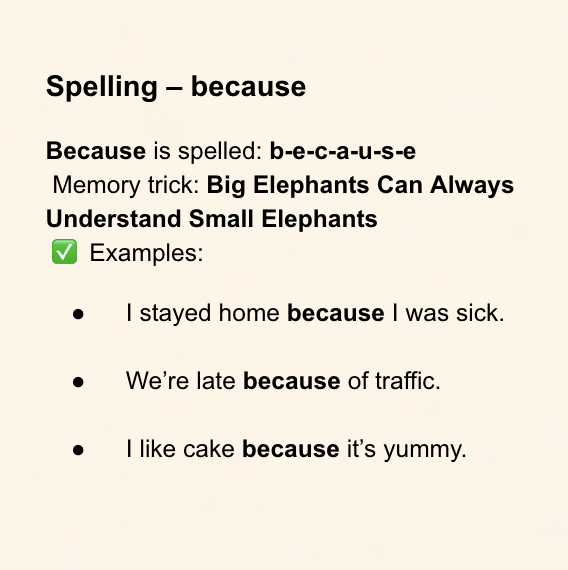 Spelling – because
Because is spelled: b-e-c-a-u-s-e
Memory trick: Big Elephants Can Always
Understand Small Elephants
✅ Examples:
● I stayed home because I was sick.
● We’re late because of traffic.
● I like cake because it’s yummy.